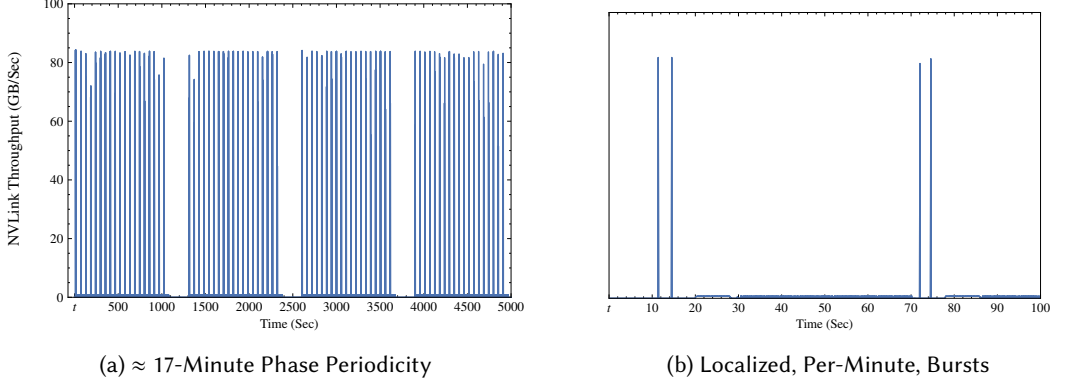 100
80
60
40
20
0
NVLink Throughput (GB/Sec)
t 500 1000 1500 2000 2500 3000 3500 4000 4500 5000
Time (Sec)
(a) ≈ 17-Minute Phase Periodicity
t 10 20 30 40 50 60 70 80 90 100
Time (Sec)
(b) Localized, Per-Minute, Bursts